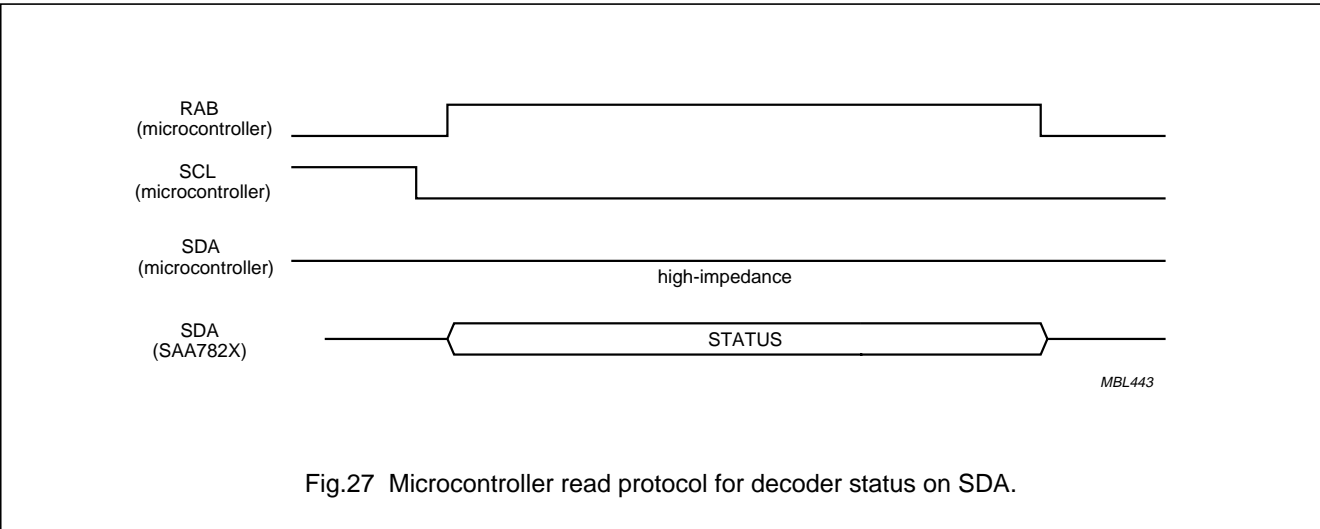 RAB
(microcontroller)
SCL
(microcontroller)
SDA
(microcontroller)
high-impedance
SDA
(SAA782X)
STATUS
MBL443
Fig.27 Microcontroller read protocol for decoder status on SDA.